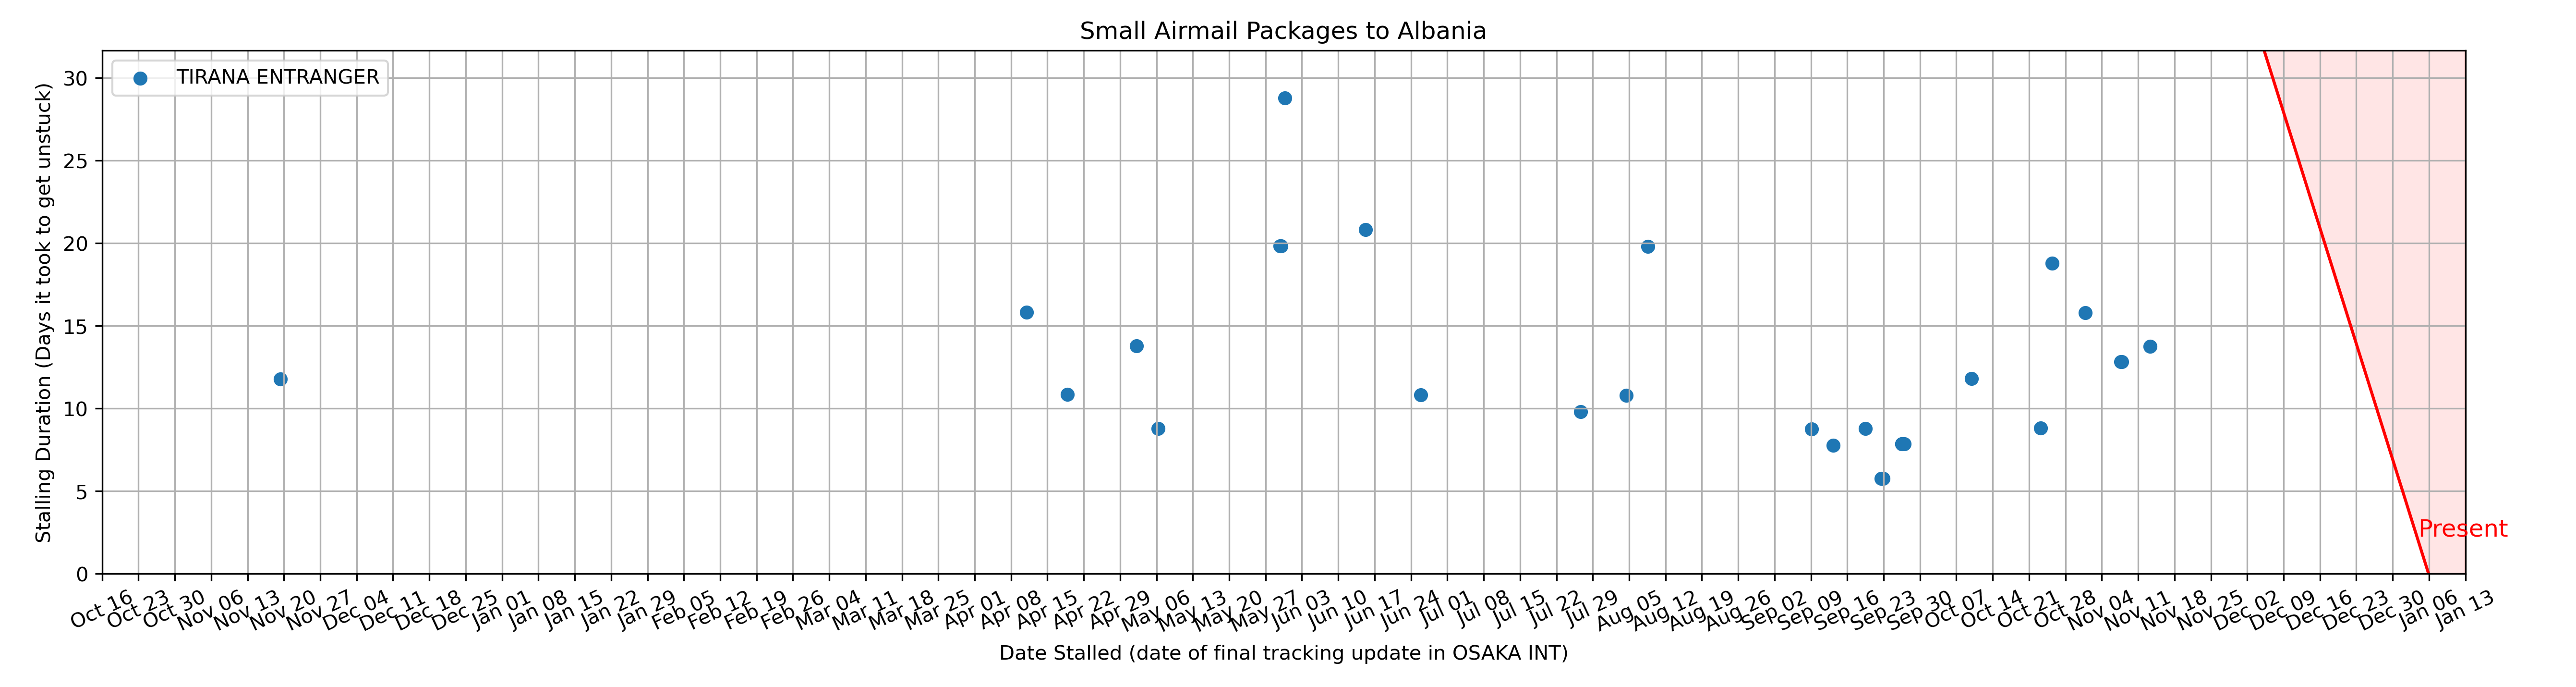 Small Airmail Packages to Albania
TIRANA ENTRANGER
Stalling Duration (Days it took to get unstuck)
30
25
20
15
10
5
0
Present
Oct 16
Oct 23
Oct 30
Nov 06
Nov 13
Nov 20
Nov 27
Dec 04
Dec 11
Dec 18
Dec 25
Jan 01
Jan 08
Jan 15
Jan 22
Jan 29
Feb 05
Feb 12
Feb 19
Feb 26
Mar 04
Mar 11
Mar 18
Mar 25
Apr 01
Apr 08
Apr 15
Apr 22
Apr 29
May 06
May 13
May 20
May 27
Jun 03
Jun 10
Jun 17
Jun 24
Jul 01
Jul 08
Jul 15
Jul 22
Jul 29
Aug 05
Aug 12
Aug 19
Aug 26
Sep 02
Sep 09
Sep 16
Sep 23
Sep 30
Oct 07
Oct 14
Oct 21
Oct 28
Nov 04
Nov 11
Nov 18
Nov 25
Dec 02
Dec 09
Dec 16
Dec 23
Dec 30
Jan 06
Jan 13
Date Stalled (date of final tracking update in OSAKA INT)